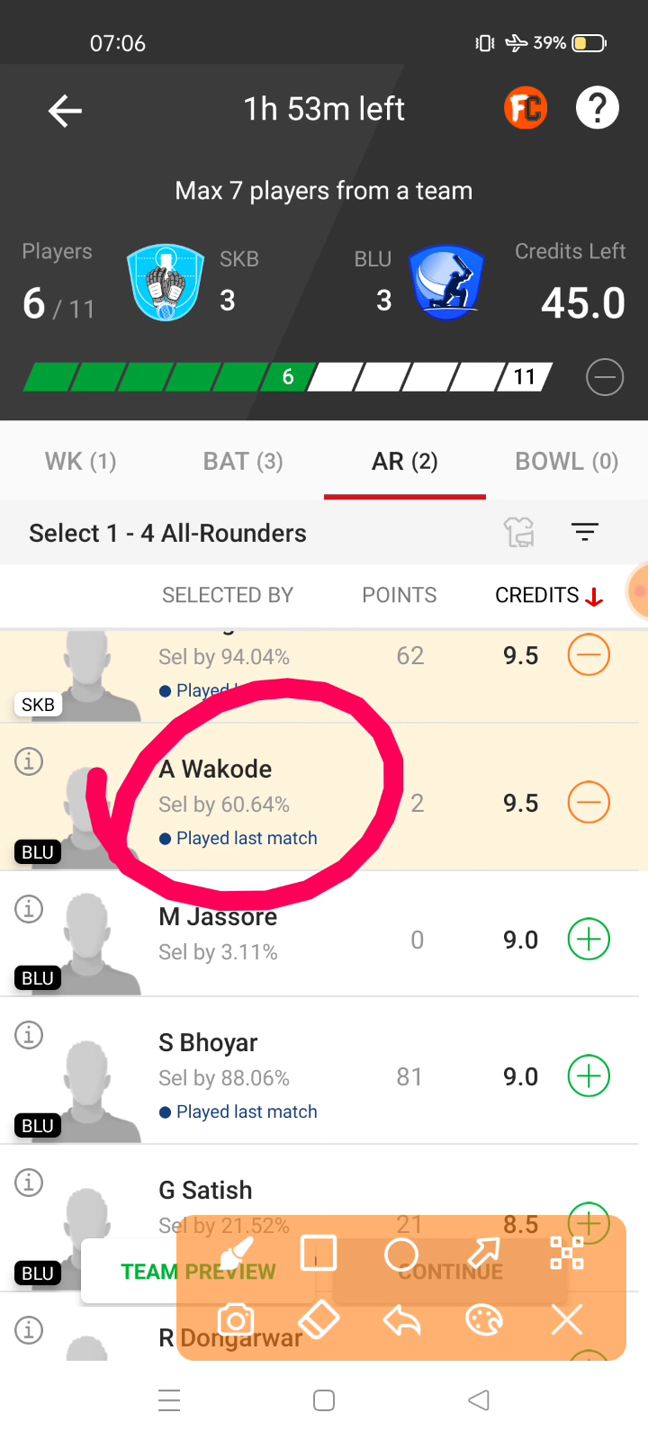 07:06
39%
1h 53m left
FC
?
Max 7 players from a team
Players
6 / 11
SKB
3
BLU
3
Credits Left
45.0
6
11
WK (1)
BAT (3)
AR (2)
BOWL (0)
Select 1 - 4 All-Rounders
SELECTED BY
POINTS
CREDITS
Sel by 94.04%
62
9.5
Played
SKB
A Wakode
Sel by 60.64%
2
9.5
Played last match
BLU
M Jassore
Sel by 3.11%
0
9.0
BLU
S Bhoyar
Sel by 88.06%
81
9.0
Played last match
BLU
G Satish
Sel by 21.52%
21
8.5
BLU
TEAM PREVIEW
CONTINUE
R Dongarwar